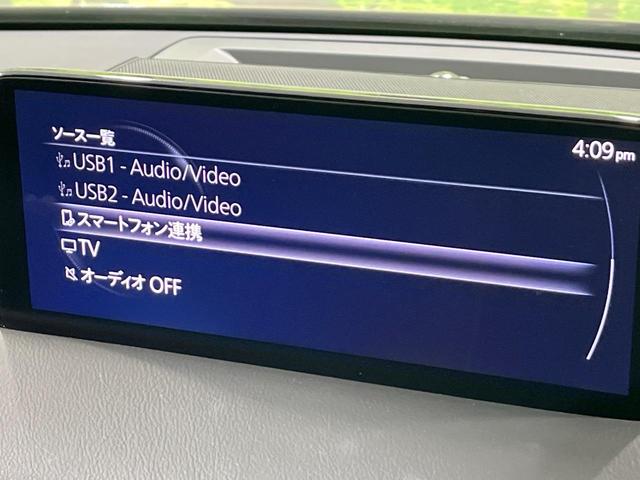 ソース一覧
4:09pm
USB1 - Audio/Video
USB2 - Audio/Video
スマートフォン連携
TV
オーディオ OFF